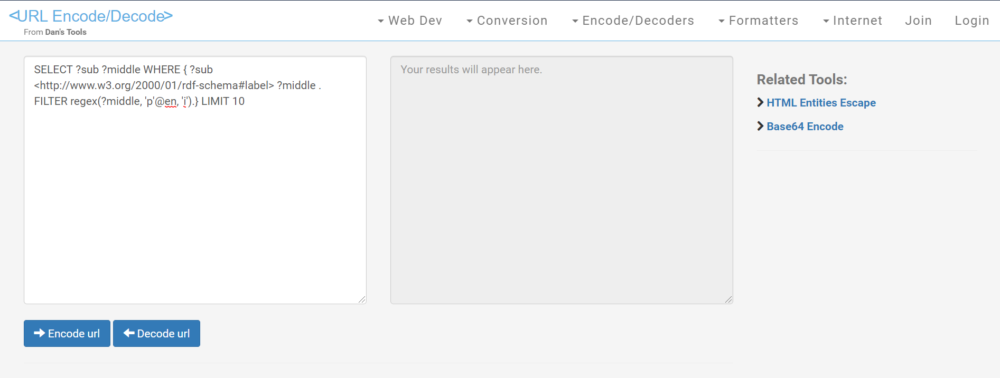 <URL Encode/Decode>
From Dan's Tools
Web Dev
Conversion
Encode/Decoders
Formatters
Internet
Join
Login
SELECT ?sub ?middle WHERE { ?sub
<http://www.w3.org/2000/01/rdf-schema#label> ?middle .
FILTER regex(?middle, 'p'@en, 'i').} LIMIT 10
Your results will appear here.
Related Tools:
HTML Entities Escape
Base64 Encode
Encode url
Decode url